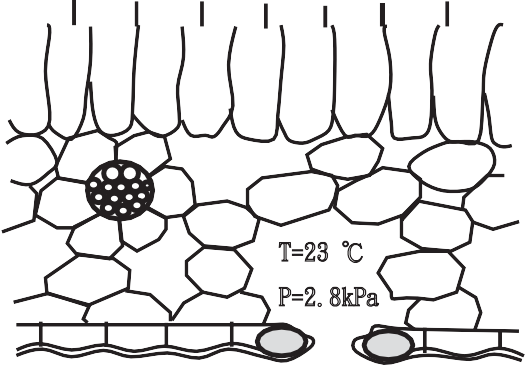 T=23 ℃
P=2. 8kPa